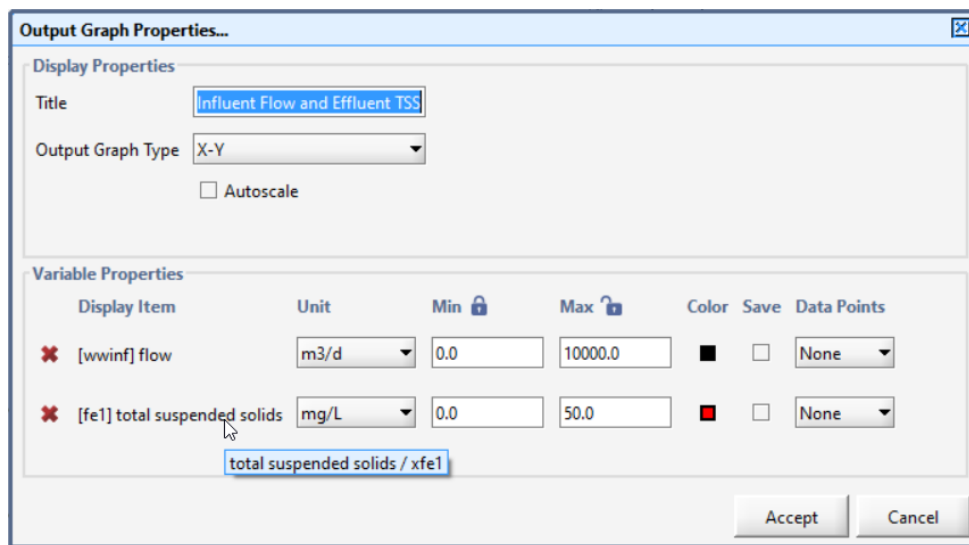 Output Graph Properties...
Display Properties
Title Influent Flow and Effluent TSS
Output Graph Type X-Y
Autoscale
Variable Properties
Display Item Unit Min Max Color Save Data Points
[wwinf] flow m3/d 0.0 10000.0 None
[fe1] total suspended solids mg/L 0.0 50.0 None
total suspended solids / xfe1
Accept Cancel